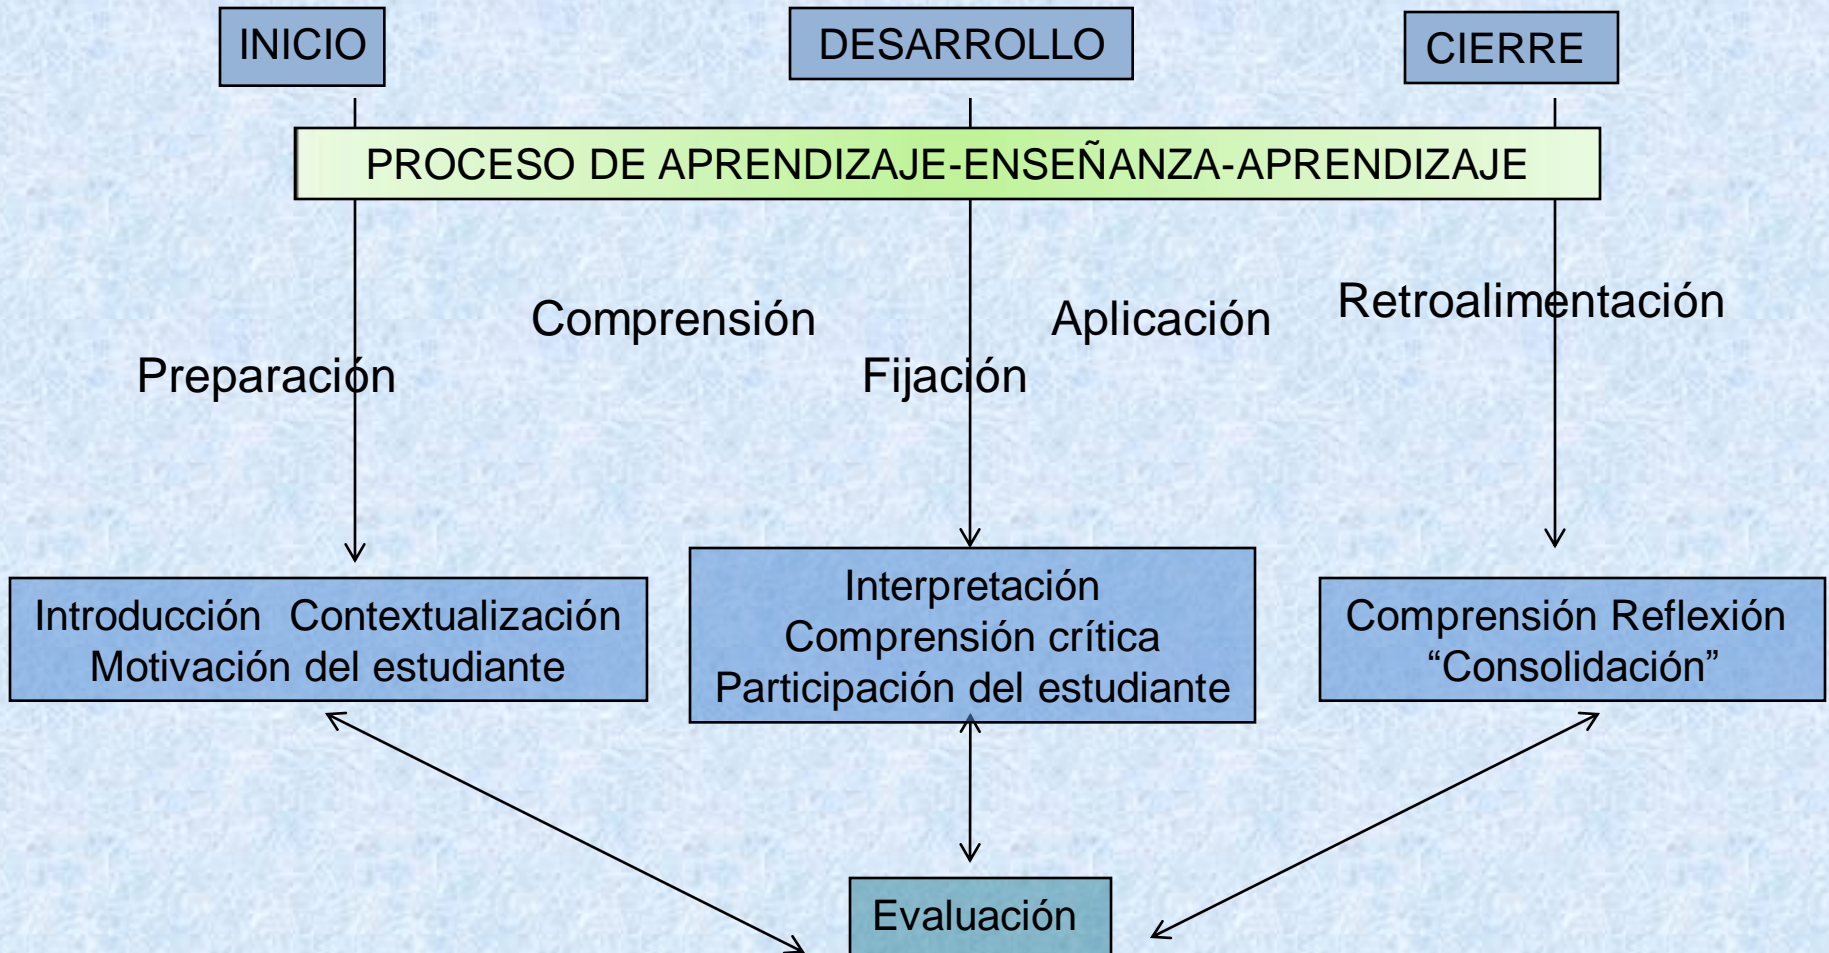 INICIO
DESARROLLO
CIERRE
PROCESO DE APRENDIZAJE-ENSEÑANZA-APRENDIZAJE
Preparación
Comprensión
Fijación
Aplicación
Retroalimentación
Introducción  Contextualización
Motivación del estudiante
Interpretación
Comprensión crítica
Participación del estudiante
Comprensión Reflexión
“Consolidación”
Evaluación